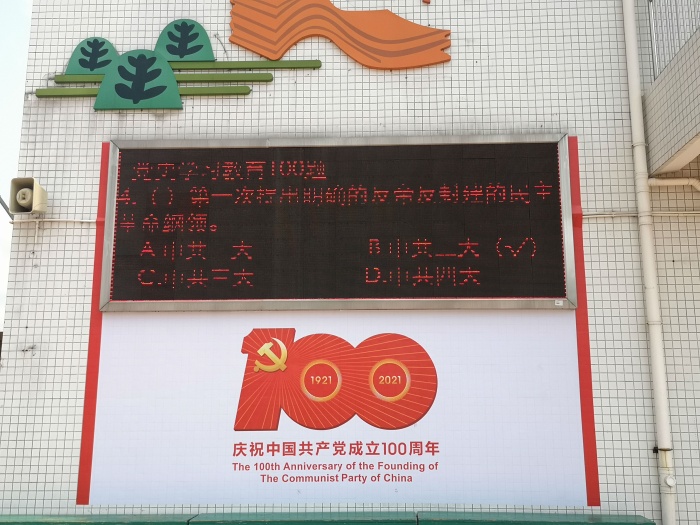 党史学习教育100题
4.（ ）第一次提出明确的反帝反封建的民主
革命纲领。
A.中共一大 B.中共二大（√）
C.中共三大 D.中共四大
1921 2021
庆祝中国共产党成立100周年
The 100th Anniversary of the Founding of
The Communist Party of China